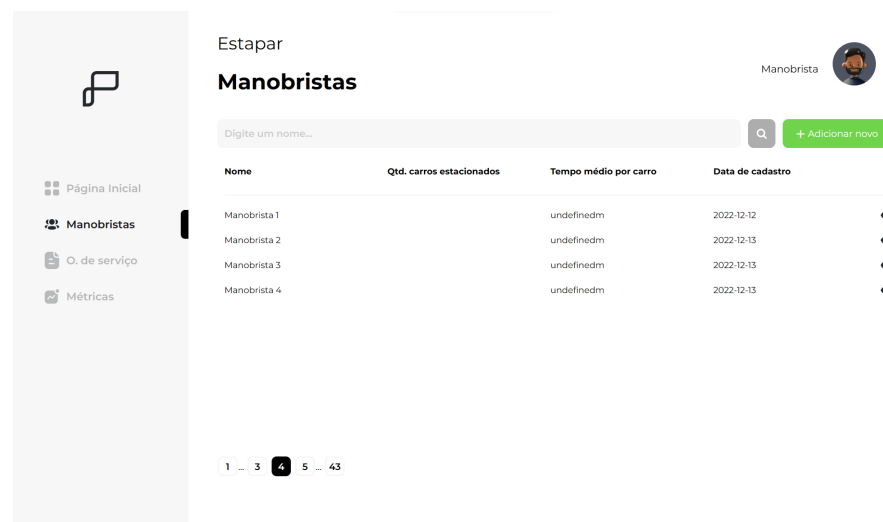 Estapar
Manobristas
Manobrista
Digite um nome...
+ Adicionar novo
Nome Qtd. carros estacionados Tempo médio por carro Data de cadastro
Página Inicial
Manobristas
O. de serviço
Métricas
Manobrista 1 undefinedm 2022-12-12
Manobrista 2 undefinedm 2022-12-13
Manobrista 3 undefinedm 2022-12-13
Manobrista 4 undefinedm 2022-12-13
1 ... 3 4 5 ... 43